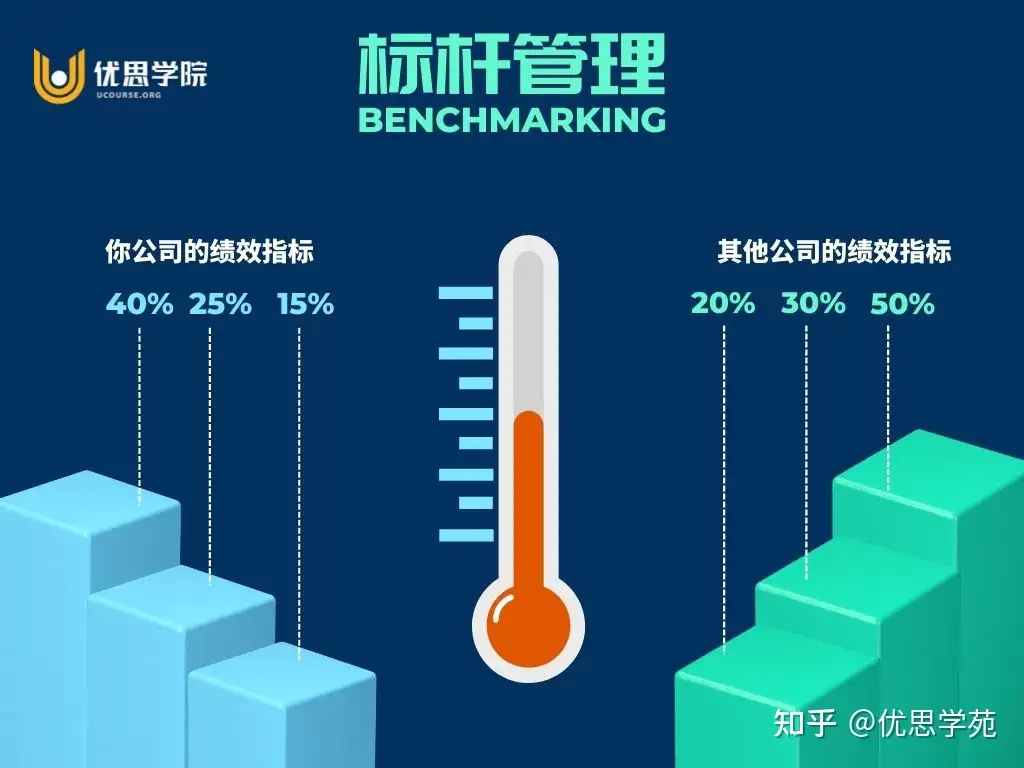 优思学院
UCOURSE.ORG
标杆管理
BENCHMARKING
你公司的绩效指标
40% 25% 15%
其他公司的绩效指标
20% 30% 50%
知乎 @优思学苑